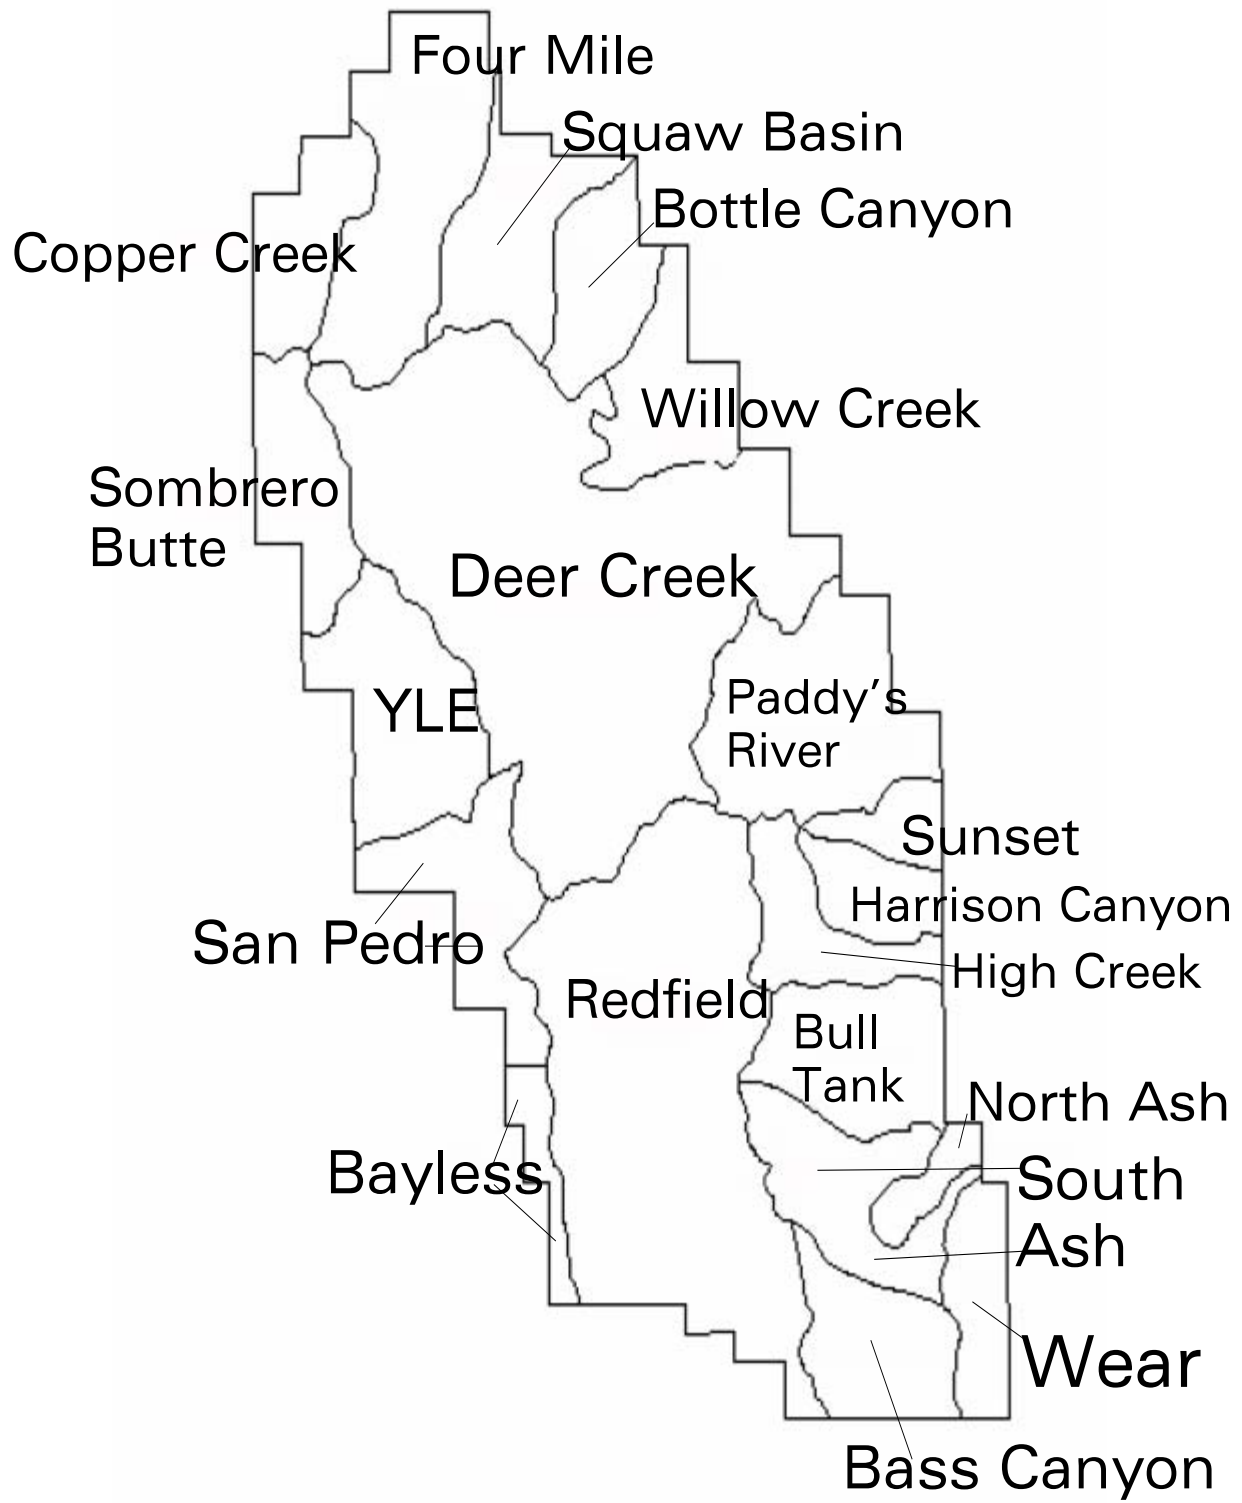 Four Mile
Squaw Basin
Bottle Canyon
Copper Creek
Willow Creek
Sombrero
Butte
Deer Creek
YLE
Paddy's
River
Sunset
Harrison Canyon
San Pedro
High Creek
Redfield
Bull
Tank
North Ash
Bayless
South
Ash
Wear
Bass Canyon